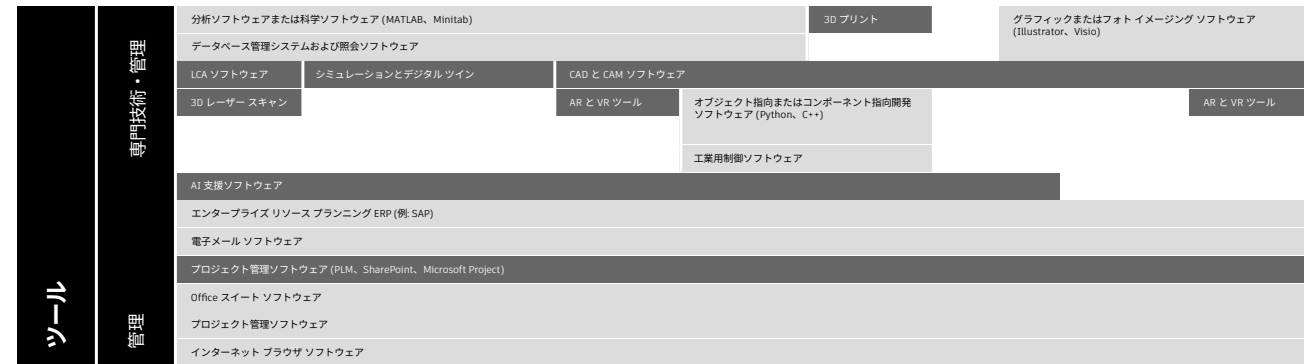 ツール
専門技術・管理
分析ソフトウェアまたは科学ソフトウェア (MATLAB、Minitab)
3D プリント
グラフィックまたはフォト イメージング ソフトウェア
(Illustrator、Visio)
データベース管理システムおよび照会ソフトウェア
LCA ソフトウェア
シミュレーションとデジタル ツイン
CAD と CAM ソフトウェア
3D レーザー スキャン
AR と VR ツール
オブジェクト指向またはコンポーネント指向開発
ソフトウェア (Python、C++)
AR と VR ツール
工業用制御ソフトウェア
管理
AI 支援ソフトウェア
エンタープライズ リソース プランニング ERP (例: SAP)
電子メール ソフトウェア
プロジェクト管理ソフトウェア (PLM、SharePoint、Microsoft Project)
Office スイート ソフトウェア
プロジェクト管理ソフトウェア
インターネット ブラウザ ソフトウェア